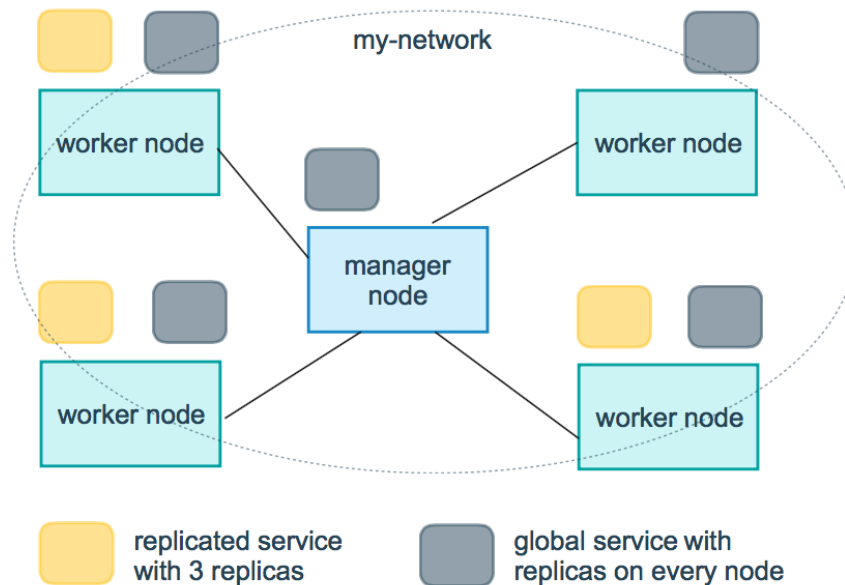 my-network
worker node
worker node
manager
node
worker node
worker node
replicated service
with 3 replicas
global service with
replicas on every node